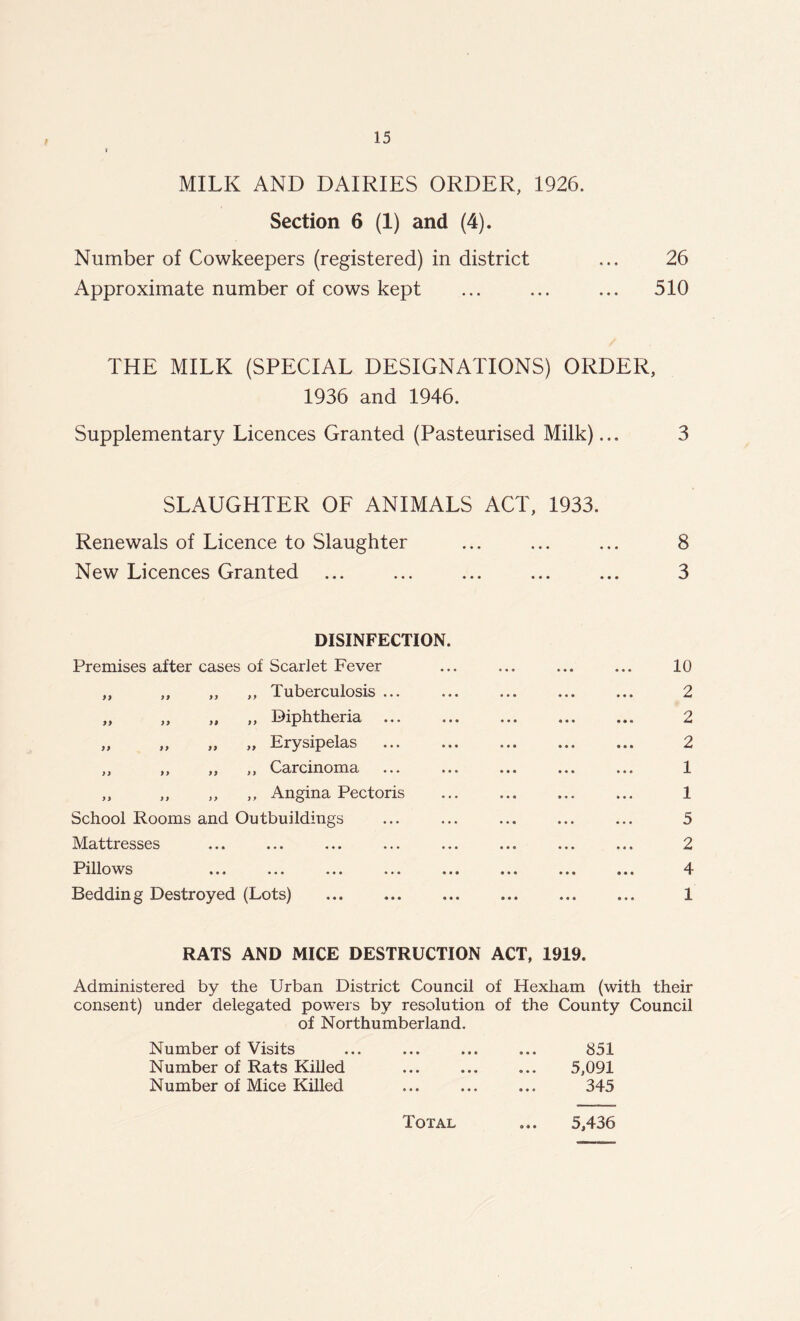 15
MILK AND DAIRIES ORDER, 1926.
Section 6 (1) and (4).
Number of Cowkeepers (registered) in district ... 26
Approximate number of cows kept ... ... ... 510
THE MILK (SPECIAL DESIGNATIONS) ORDER,
1936 and 1946.
Supplementary Licences Granted (Pasteurised Milk) ... 3
SLAUGHTER OF ANIMALS ACT, 1933.
Renewals of Licence to Slaughter ... ... ... 8
New Licences Granted ... ... ... ... ... 3
DISINFECTION.
Premises after cases of Scarlet Fever ... ... ... ... 10
,, ,, ,, ,, Tuberculosis ... ... ... ... ... 2
,, ,, ,, ,, Diphtheria ... ... ... ... ... 2
,, ,, ,, ,, Erysipelas ... ... ... ... ... 2
,, ,, ,, ,, Carcinoma ... ... ... ... ... 1
,, ,, ,, ,, Angina Pectoris ... ... ... ... 1
School Rooms and Outbuildings ... ... ... ... ... 5
Mattresses ... ... ... ... ... ... ... ... 2
Pillows ... ... ... ... ... ... ... ... 4
Bedding Destroyed (Lots) ... ... ... ... ... ... 1
RATS AND MICE DESTRUCTION ACT, 1919.
Administered by the Urban District Council of Hexham (with their
consent) under delegated powers by resolution of the County Council
of Northumberland.
Number of Visits ... ... ... ... 851
Number of Rats Killed ... ... ... 5,091
Number of Mice Killed ... ... ... 345
TOTAL ... 5,436